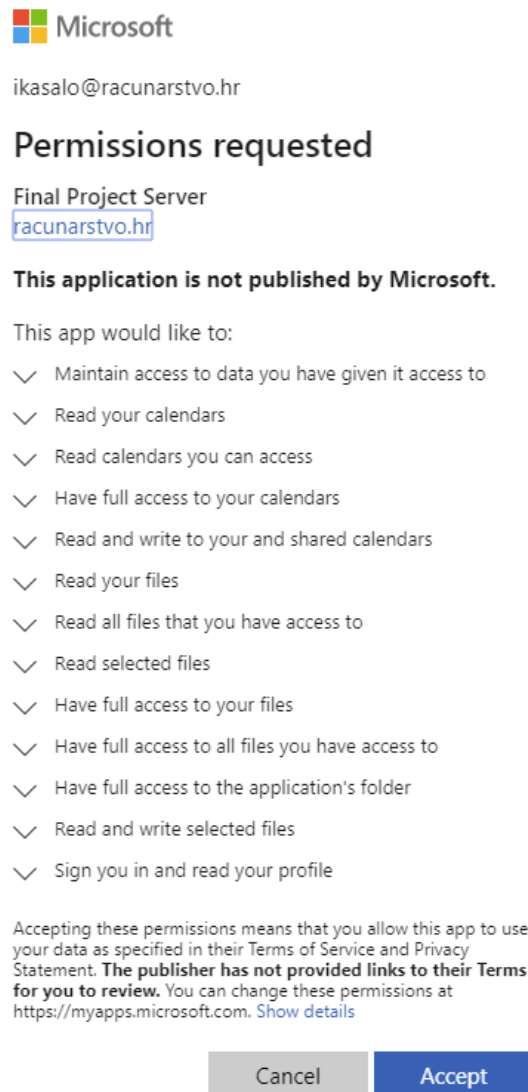 Microsoft
ikasalo@racunarstvo.hr
Permissions requested
Final Project Server
racunarstvo.hr
This application is not published by Microsoft.
This app would like to:
Maintain access to data you have given it access to
Read your calendars
Read calendars you can access
Have full access to your calendars
Read and write to your and shared calendars
Read your files
Read all files that you have access to
Read selected files
Have full access to your files
Have full access to all files you have access to
Have full access to the application's folder
Read and write selected files
Sign you in and read your profile
Accepting these permissions means that you allow this app to use
your data as specified in their Terms of Service and Privacy
Statement. The publisher has not provided links to their Terms
for you to review. You can change these permissions at
https://myapps.microsoft.com. Show details
Cancel Accept